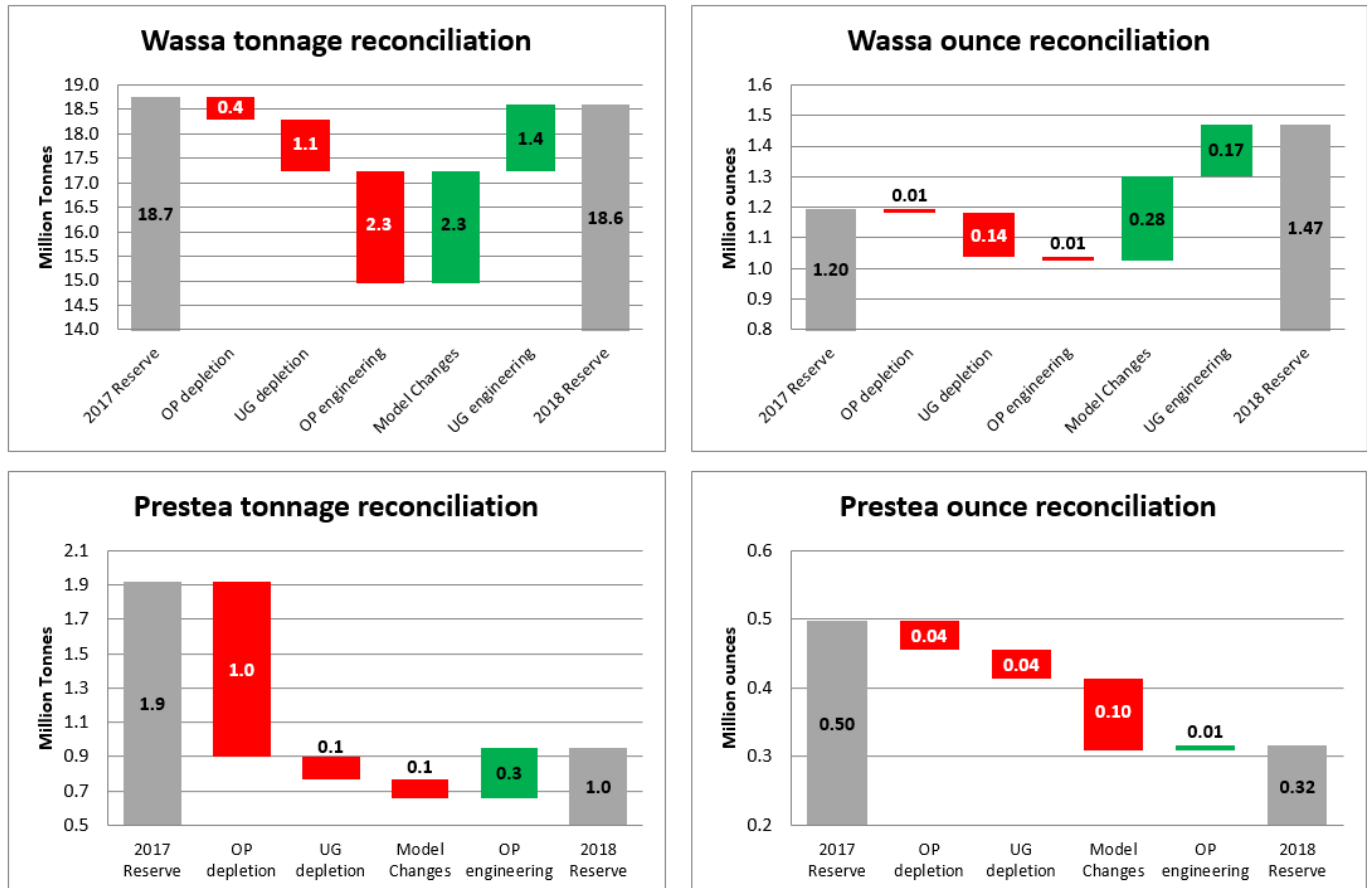 Wassa tonnage reconciliation
Million Tonnes
19.0
18.5
18.0
17.5
17.0
16.5
16.0
15.5
15.0
14.5
14.0
18.7
0.4
1.1
2.3
2.3
1.4
18.6
2017 Reserve
OP depletion
UG depletion
OP engineering
Model Changes
UG engineering
2018 Reserve
Wassa ounce reconciliation
Million ounces
1.6
1.5
1.4
1.3
1.2
1.1
1.0
0.9
0.8
1.20
0.01
0.14
0.01
0.28
0.17
1.47
2017 Reserve
OP depletion
UG depletion
OP engineering
Model Changes
UG engineering
2018 Reserve
Prestea tonnage reconciliation
Million Tonnes
2.1
1.9
1.7
1.5
1.3
1.1
0.9
0.7
0.5
1.9
1.0
0.1
0.1
0.3
1.0
2017
Reserve
OP
depletion
UG
depletion
Model
Changes
OP
engineering
2018
Reserve
Prestea ounce reconciliation
Million ounces
0.6
0.5
0.4
0.3
0.2
0.50
0.04
0.04
0.10
0.01
0.32
2017
Reserve
OP
depletion
UG
depletion
Model
Changes
OP
engineering
2018
Reserve